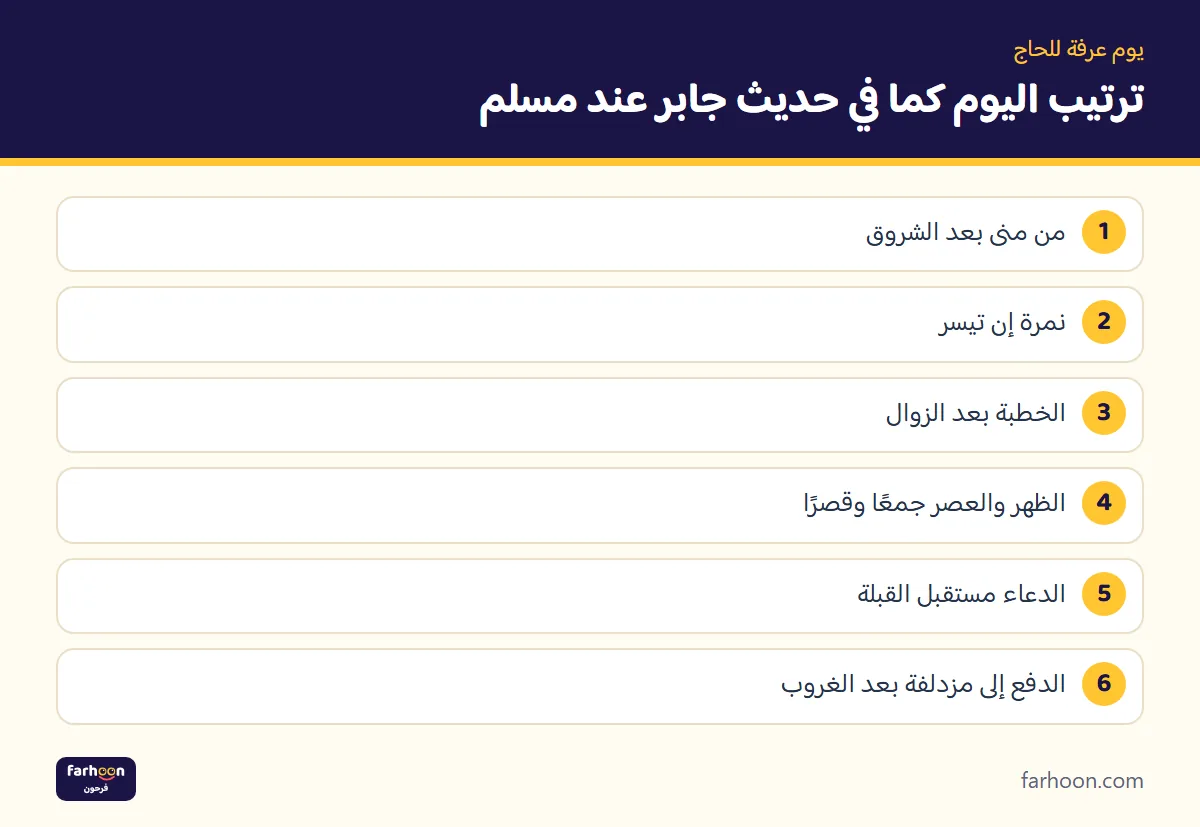 يوم عرفة للحاج
ترتيب اليوم كما في حديث جابر عند مسلم
1 من منى بعد الشروق
2 نمرة إن تيسر
3 الخطبة بعد الزوال
4 الظهر والعصر جمعًا وقصرًا
5 الدعاء مستقبل القبلة
6 الدفع إلى مزدلفة بعد الغروب
farhoon.com
farhoon
فرحون